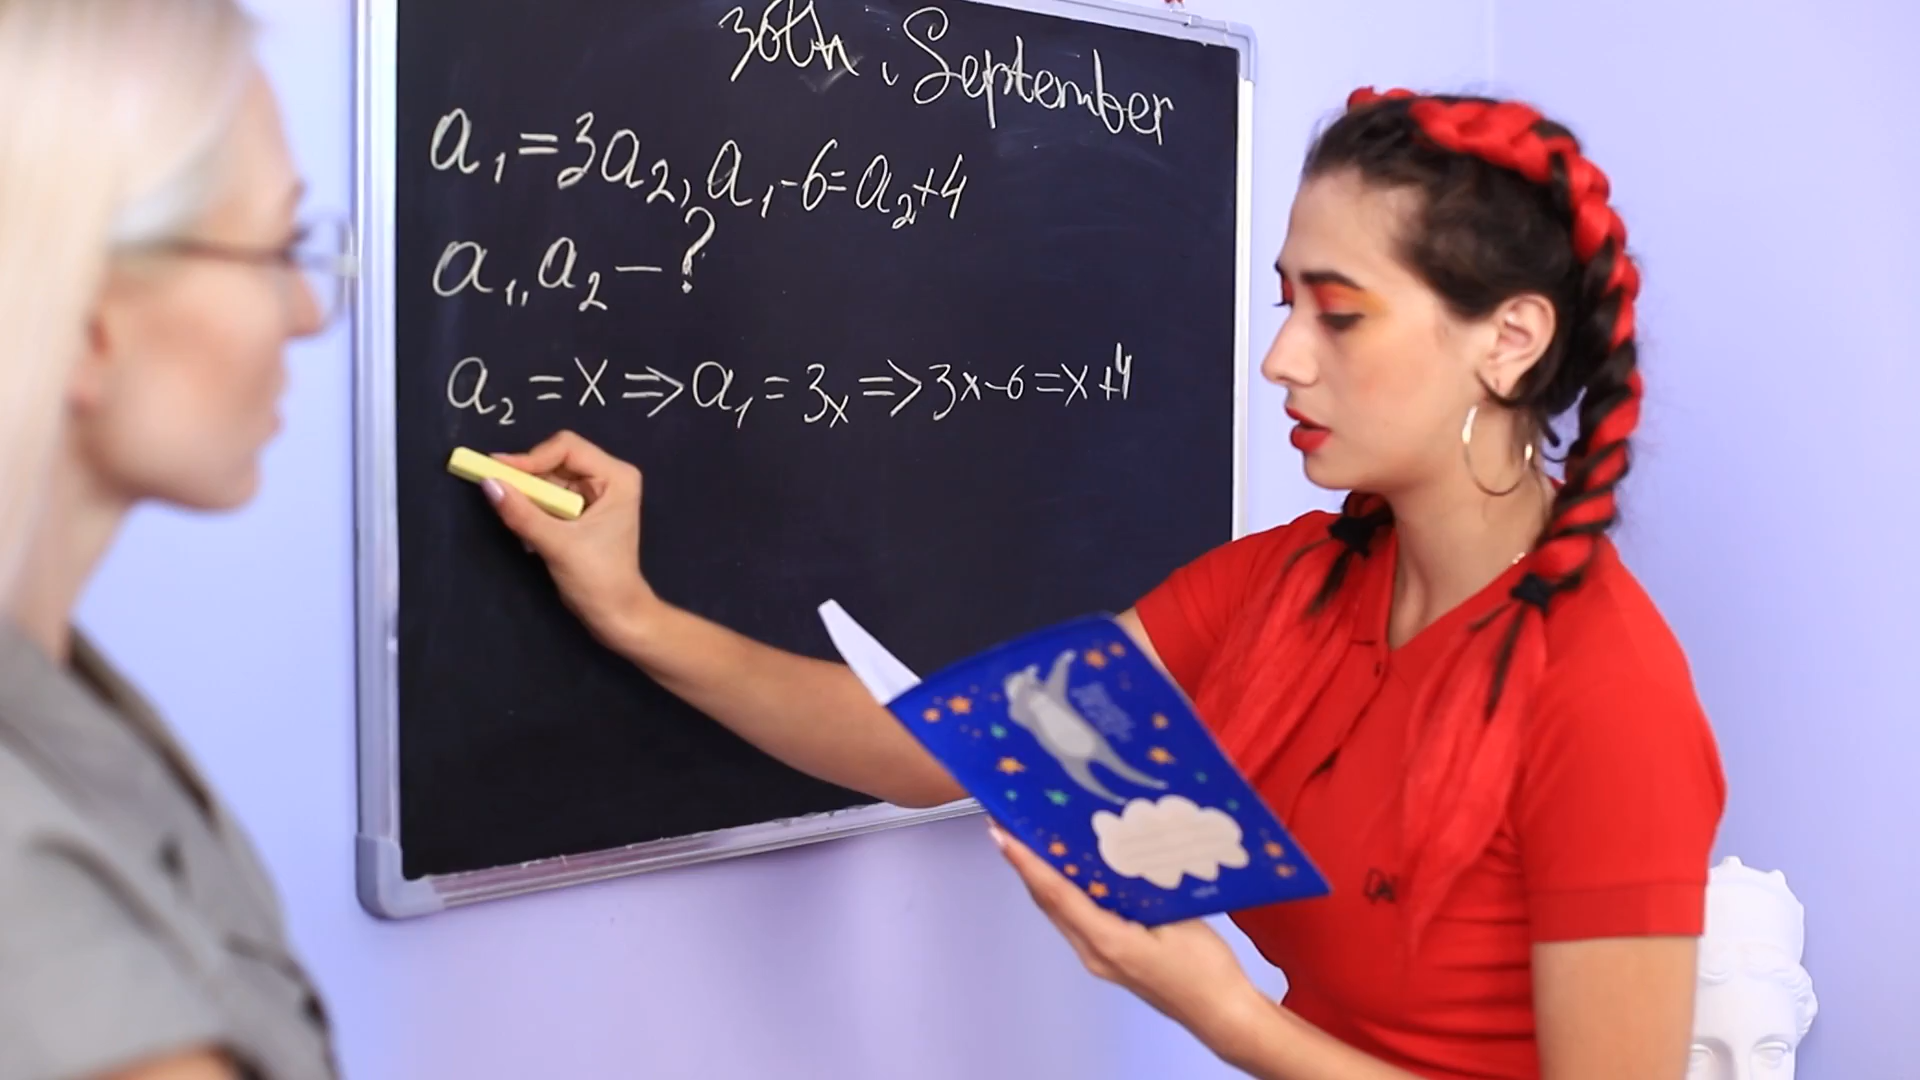 30th, September
a₁=3a₂, a₁-6=a₂+4
a₁,, a₂ – ?
a₂ = x => a₁ = 3x => 3x-6=x+4